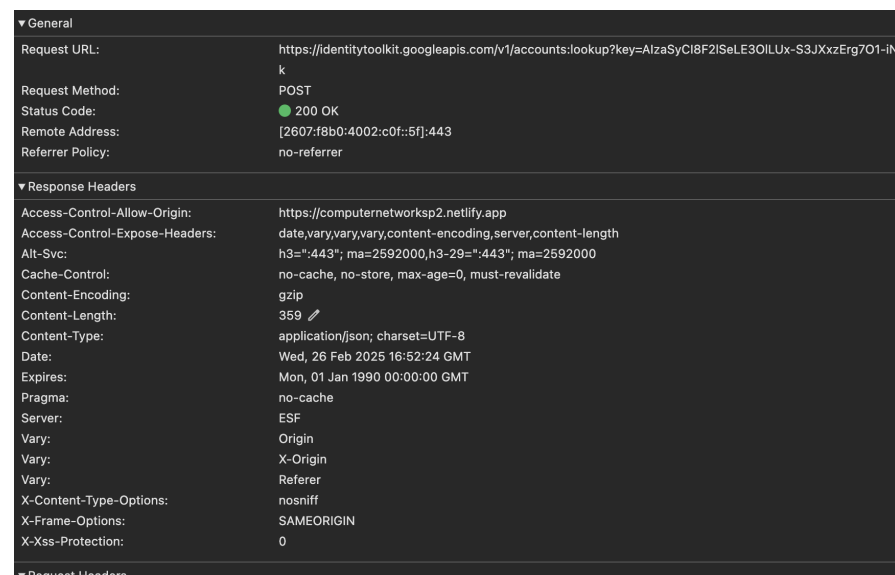 ▼General
Request URL: https://identitytoolkit.googleapis.com/v1/accounts:lookup?key=AIzaSyCl8F2lSeLE3OlLUx-S3JXxzErg7O1-iN
k
Request Method: POST
Status Code: 200 OK
Remote Address: [2607:f8b0:4002:c0f::5f]:443
Referrer Policy: no-referrer
▼Response Headers
Access-Control-Allow-Origin: https://computernetworksp2.netlify.app
Access-Control-Expose-Headers: date,vary,vary,vary,content-encoding,server,content-length
Alt-Svc: h3=":443"; ma=2592000,h3-29=":443"; ma=2592000
Cache-Control: no-cache, no-store, max-age=0, must-revalidate
Content-Encoding: gzip
Content-Length: 359
Content-Type: application/json; charset=UTF-8
Date: Wed, 26 Feb 2025 16:52:24 GMT
Expires: Mon, 01 Jan 1990 00:00:00 GMT
Pragma: no-cache
Server: ESF
Vary: Origin
Vary: X-Origin
Vary: Referer
X-Content-Type-Options: nosniff
X-Frame-Options: SAMEORIGIN
X-Xss-Protection: 0
▼Request Headers